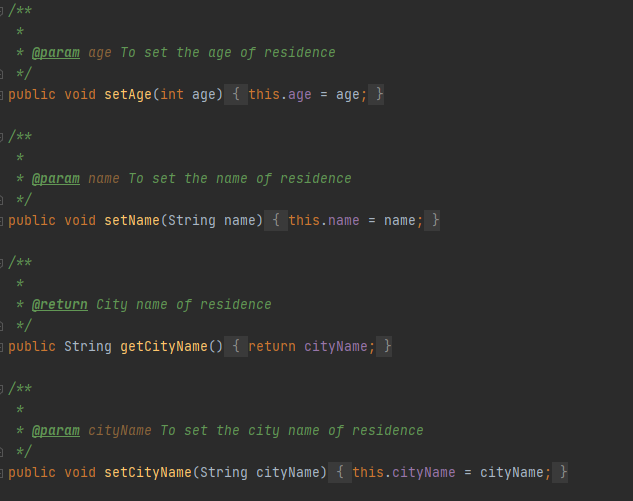 /**
 *
 * @param age To set the age of residence
 */
public void setAge(int age) { this.age = age; }
/**
 *
 * @param name To set the name of residence
 */
public void setName(String name) { this.name = name; }
/**
 *
 * @return City name of residence
 */
public String getCityName() { return cityName; }
/**
 *
 * @param cityName To set the city name of residence
 */
public void setCityName(String cityName) { this.cityName = cityName; }